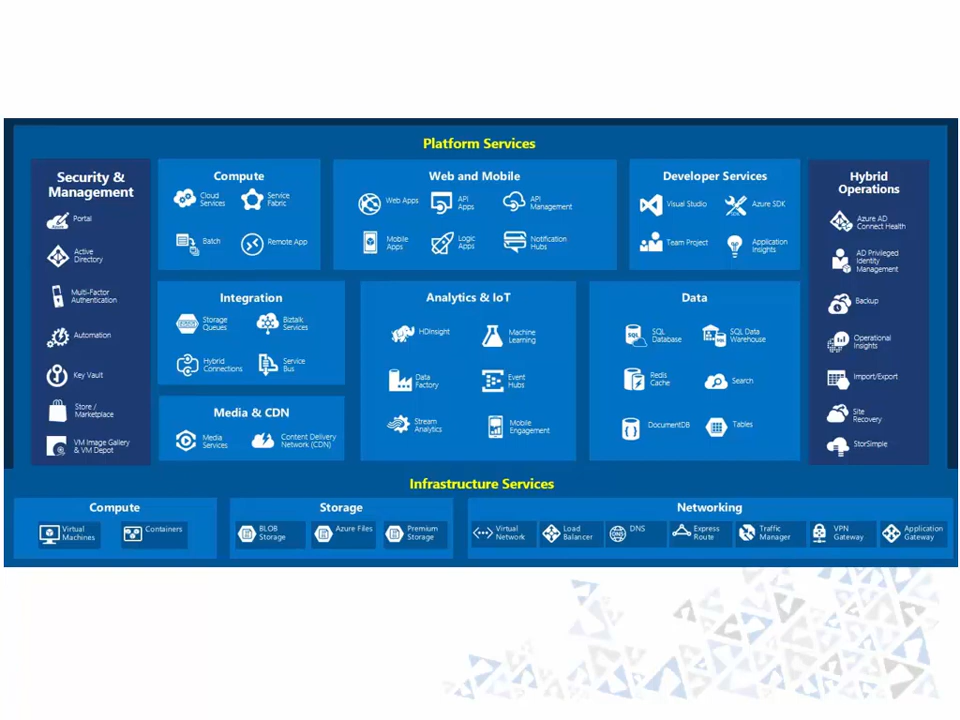 Platform Services
Security &
Management
Portal
Active
Directory
Multi-Factor
Authentication
Automation
Key Vault
Store /
Marketplace
VM Image Gallery
& VM Depot
Compute
Cloud
Services
Service
Fabric
Batch
Remote App
Web and Mobile
Web Apps
API
Apps
API
Management
Mobile
Apps
Logic
Apps
Notification
Hubs
Developer Services
Visual Studio
Azure SDK
Team Project
Application
Insights
Hybrid
Operations
Azure AD
Connect Health
AD Privileged
Identity
Management
Backup
Operational
Insights
Import/Export
Site
Recovery
StorSimple
Integration
Storage
Queues
Biztalk
Services
Hybrid
Connections
Service
Bus
Analytics & IoT
HDInsight
Machine
Learning
Data
Factory
Event
Hubs
Stream
Analytics
Mobile
Engagement
Data
SQL
Database
SQL Data
Warehouse
Redis
Cache
Search
DocumentDB
Tables
Media & CDN
Media
Services
Content Delivery
Network (CDN)
Infrastructure Services
Compute
Virtual
Machines
Containers
Storage
BLOB
Storage
Azure Files
Premium
Storage
Networking
Virtual
Network
Load
Balancer
DNS
Express
Route
Traffic
Manager
VPN
Gateway
Application
Gateway